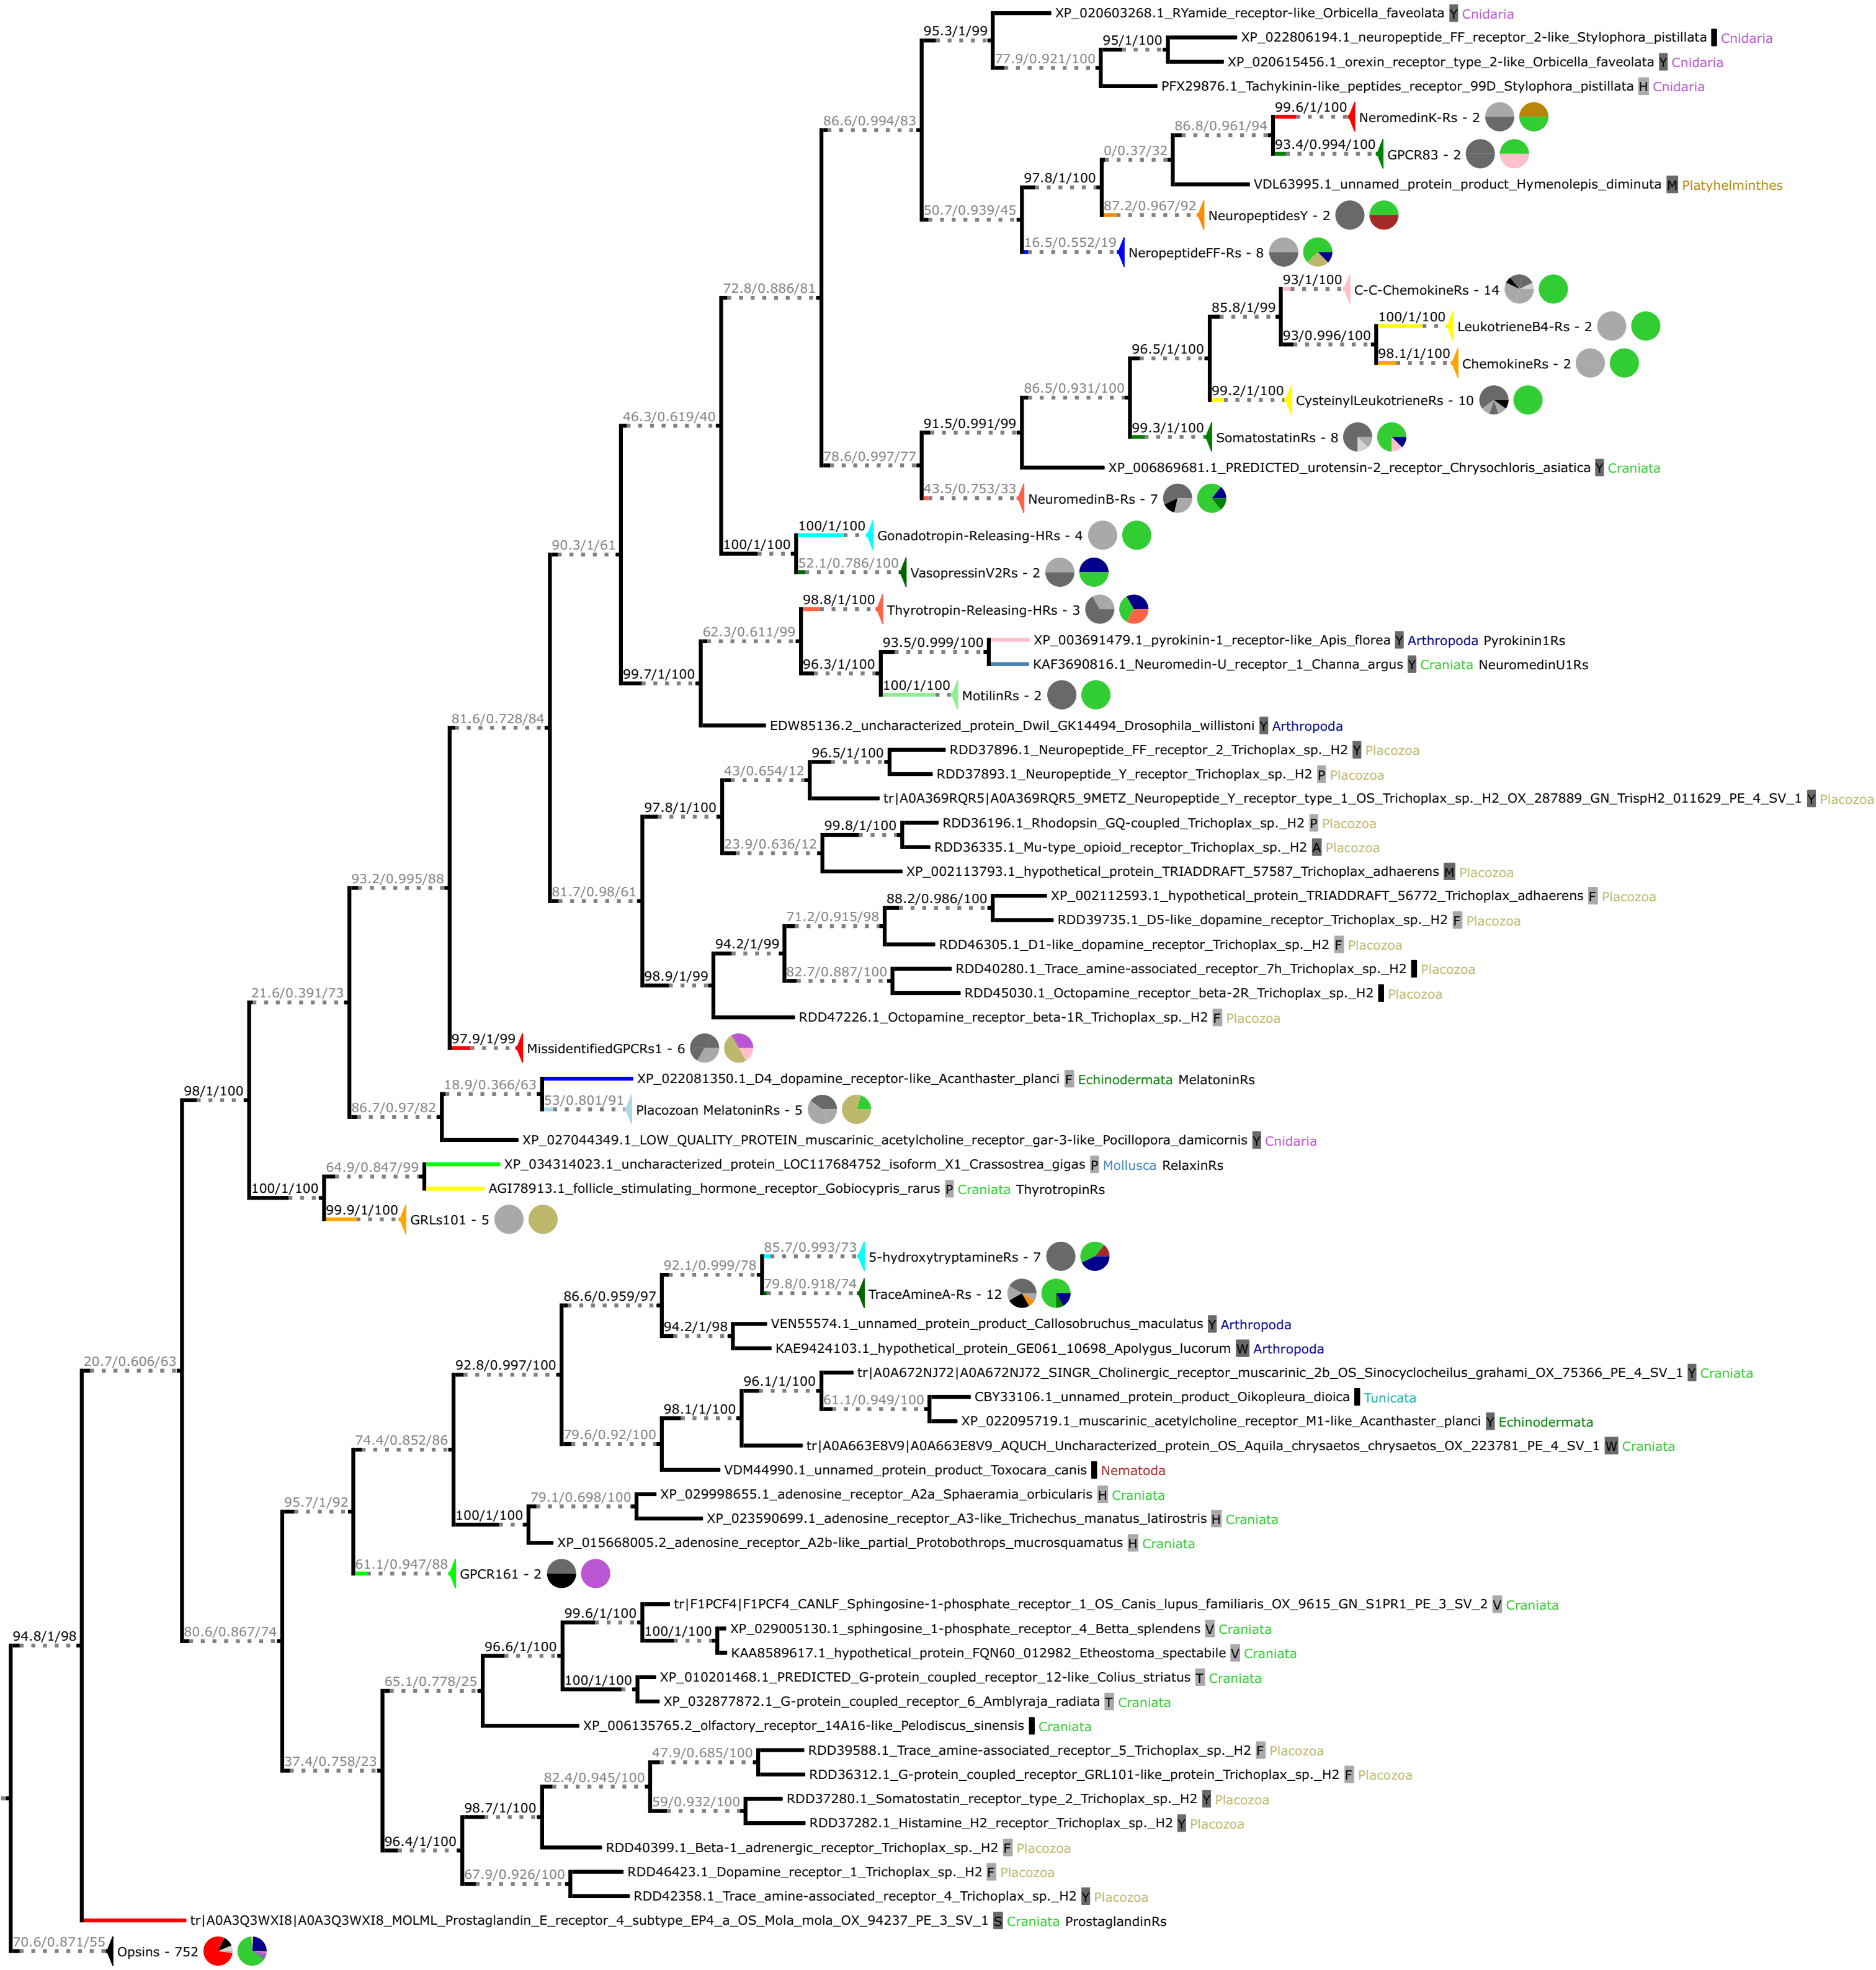 XP_020603268.1_RYamide_receptor-like_Orbicella_faveolata Y Cnidaria
95.3/1/99
95/1/100 XP_022806194.1_neuropeptide_FF_receptor_2-like_Stylophora_pistillata Cnidaria
77.9/0.921/100 XP_020615456.1_orexin_receptor_type_2-like_Orbicella_faveolata Y Cnidaria
PFX29876.1_Tachykinin-like_peptides_receptor_99D_Stylophora_pistillata H Cnidaria
99.6/1/100 NeromedinK-Rs - 2
86.6/0.994/83 86.8/0.961/94
93.4/0.994/100 GPCR83 - 2
0/0.37/32
97.8/1/100 VDL63995.1_unnamed_protein_product_Hymenolepis_diminuta M Platyhelminthes
50.7/0.939/45 87.2/0.967/92 NeuropeptidesY - 2
16.5/0.552/19 NeropeptideFF-Rs - 8
72.8/0.886/81 93/1/100 C-C-ChemokineRs - 14
85.8/1/99 100/1/100 LeukotrieneB4-Rs - 2
93/0.996/100
96.5/1/100 98.1/1/100 ChemokineRs - 2
86.5/0.931/100 99.2/1/100 CysteinylLeukotrieneRs - 10
46.3/0.619/40 91.5/0.991/99 99.3/1/100 SomatostatinRs - 8
78.6/0.997/77 XP_006869681.1_PREDICTED_urotensin-2_receptor_Chrysochloris_asiatica Y Craniata
43.5/0.753/33 NeuromedinB-Rs - 7
100/1/100 Gonadotropin-Releasing-HRs - 4
90.3/1/61 100/1/100
52.1/0.786/100 VasopressinV2Rs - 2
98.8/1/100 Thyrotropin-Releasing-HRs - 3
62.3/0.611/99 93.5/0.999/100 XP_003691479.1_pyrokinin-1_receptor-like_Apis_florea Y Arthropoda Pyrokinin1Rs
96.3/1/100 KAF3690816.1_Neuromedin-U_receptor_1_Channa_argus Y Craniata NeuromedinU1Rs
99.7/1/100 100/1/100 MotilinRs - 2
81.6/0.728/84 EDW85136.2_uncharacterized_protein_Dwil_GK14494_Drosophila_willistoni Y Arthropoda
96.5/1/100 RDD37896.1_Neuropeptide_FF_receptor_2_Trichoplax_sp._H2 Y Placozoa
43/0.654/12 RDD37893.1_Neuropeptide_Y_receptor_Trichoplax_sp._H2 P Placozoa
97.8/1/100 tr|A0A369RQR5|A0A369RQR5_9METZ_Neuropeptide_Y_receptor_type_1_OS_Trichoplax_sp._H2_OX_287889_GN_TrispH2_011629_PE_4_SV_1 Y Placozoa
99.8/1/100 RDD36196.1_Rhodopsin_GQ-coupled_Trichoplax_sp._H2 P Placozoa
23.9/0.636/12 RDD36335.1_Mu-type_opioid_receptor_Trichoplax_sp._H2 A Placozoa
93.2/0.995/88 XP_002113793.1_hypothetical_protein_TRIADDRAFT_57587_Trichoplax_adhaerens M Placozoa
81.7/0.98/61 88.2/0.986/100 XP_002112593.1_hypothetical_protein_TRIADDRAFT_56772_Trichoplax_adhaerens F Placozoa
71.2/0.915/98 RDD39735.1_D5-like_dopamine_receptor_Trichoplax_sp._H2 F Placozoa
94.2/1/99 RDD46305.1_D1-like_dopamine_receptor_Trichoplax_sp._H2 F Placozoa
98.9/1/99 82.7/0.887/100 RDD40280.1_Trace_amine-associated_receptor_7h_Trichoplax_sp._H2 Placozoa
21.6/0.391/73 RDD45030.1_Octopamine_receptor_beta-2R_Trichoplax_sp._H2 Placozoa
RDD47226.1_Octopamine_receptor_beta-1R_Trichoplax_sp._H2 F Placozoa
97.9/1/99 MissidentifiedGPCRs1 - 6
98/1/100 18.9/0.366/63 XP_022081350.1_D4_dopamine_receptor-like_Acanthaster_planci F Echinodermata MelatoninRs
86.7/0.97/82 53/0.801/91 Placozoan MelatoninRs - 5
XP_027044349.1_LOW_QUALITY_PROTEIN_muscarinic_acetylcholine_receptor_gar-3-like_Pocillopora_damicornis Y Cnidaria
64.9/0.847/99 XP_034314023.1_uncharacterized_protein_LOC117684752_isoform_X1_Crassostrea_gigas P Mollusca RelaxinRs
100/1/100 AGI78913.1_follicle_stimulating_hormone_receptor_Gobiocypris_rarus P Craniata ThyrotropinRs
99.9/1/100 GRLs101 - 5
85.7/0.993/73 5-hydroxytryptamineRs - 7
92.1/0.999/78 79.8/0.918/74 TraceAmineA-Rs - 12
86.6/0.959/97 94.2/1/98 VEN55574.1_unnamed_protein_product_Callosobruchus_maculatus Y Arthropoda
KAE9424103.1_hypothetical_protein_GE061_10698_Apolygus_lucorum W Arthropoda
20.7/0.606/63 92.8/0.997/100 96.1/1/100 tr|A0A672NJ72|A0A672NJ72_SINGR_Cholinergic_receptor_muscarinic_2b_OS_Sinocyclocheilus_grahami_OX_75366_PE_4_SV_1 Y Craniata
98.1/1/100 61.1/0.949/100 CBY33106.1_unnamed_protein_product_Oikopleura_dioica Tunicata
XP_022095719.1_muscarinic_acetylcholine_receptor_M1-like_Acanthaster_planci Y Echinodermata
74.4/0.852/86 79.6/0.92/100 tr|A0A663E8V9|A0A663E8V9_AQUCH_Uncharacterized_protein_OS_Aquila_chrysaetos_chrysaetos_OX_223781_PE_4_SV_1 W Craniata
VDM44990.1_unnamed_protein_product_Toxocara_canis Nematoda
95.7/1/92 79.1/0.698/100 XP_029998655.1_adenosine_receptor_A2a_Sphaeramia_orbicularis H Craniata
100/1/100 XP_023590699.1_adenosine_receptor_A3-like_Trichechus_manatus_latirostris H Craniata
XP_015668005.2_adenosine_receptor_A2b-like_partial_Protobothrops_mucrosquamatus H Craniata
61.1/0.947/88 GPCR161 - 2
99.6/1/100 tr|F1PCF4|F1PCF4_CANLF_Sphingosine-1-phosphate_receptor_1_OS_Canis_lupus_familiaris_OX_9615_GN_S1PR1_PE_3_SV_2 V Craniata
94.8/1/98 80.6/0.867/74 96.6/1/100 100/1/100 XP_029005130.1_sphingosine_1-phosphate_receptor_4_Betta_splendens V Craniata
KAA8589617.1_hypothetical_protein_FQN60_012982_Etheostoma_spectabile V Craniata
65.1/0.778/25 100/1/100 XP_010201468.1_PREDICTED_G-protein_coupled_receptor_12-like_Colius_striatus T Craniata
XP_032877872.1_G-protein_coupled_receptor_6_Amblyraja_radiata T Craniata
XP_006135765.2_olfactory_receptor_14A16-like_Pelodiscus_sinensis Craniata
37.4/0.758/23 47.9/0.685/100 RDD39588.1_Trace_amine-associated_receptor_5_Trichoplax_sp._H2 F Placozoa
82.4/0.945/100 RDD36312.1_G-protein_coupled_receptor_GRL101-like_protein_Trichoplax_sp._H2 F Placozoa
98.7/1/100 59/0.932/100 RDD37280.1_Somatostatin_receptor_type_2_Trichoplax_sp._H2 Y Placozoa
RDD37282.1_Histamine_H2_receptor_Trichoplax_sp._H2 Y Placozoa
96.4/1/100 RDD40399.1_Beta-1_adrenergic_receptor_Trichoplax_sp._H2 F Placozoa
67.9/0.926/100 RDD46423.1_Dopamine_receptor_1_Trichoplax_sp._H2 F Placozoa
RDD42358.1_Trace_amine-associated_receptor_4_Trichoplax_sp._H2 Y Placozoa
tr|A0A3Q3WXI8|A0A3Q3WXI8_MOLML_Prostaglandin_E_receptor_4_subtype_EP4_a_OS_Mola_mola_OX_94237_PE_3_SV_1 S Craniata ProstaglandinRs
70.6/0.871/55 Opsins - 752